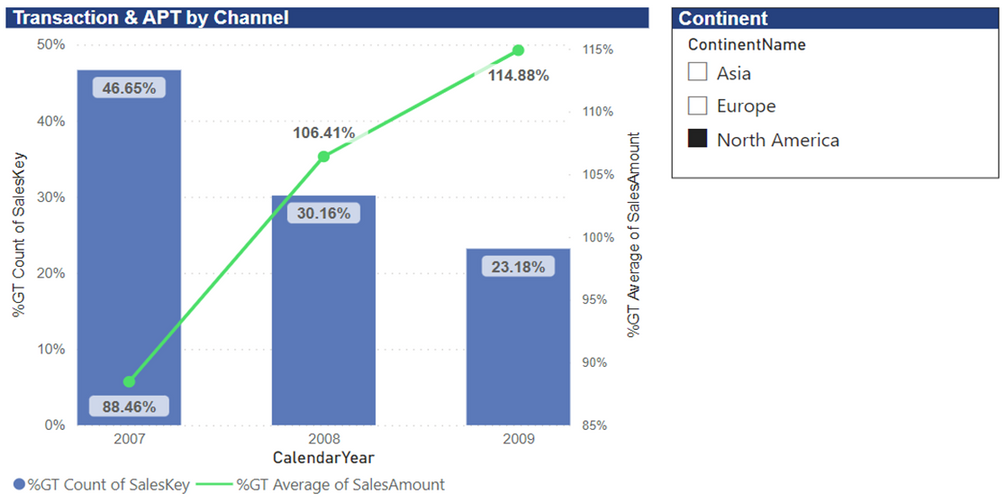 Transaction & APT by Channel
50%
40%
30%
20%
10%
0%
%GT Count of SalesKey
46.65%
88.46%
106.41%
30.16%
114.88%
23.18%
115%
110%
105%
100%
95%
90%
85%
%GT Average of SalesAmount
2007
2008
2009
CalendarYear
%GT Count of SalesKey
%GT Average of SalesAmount
Continent
ContinentName
Asia
Europe
North America